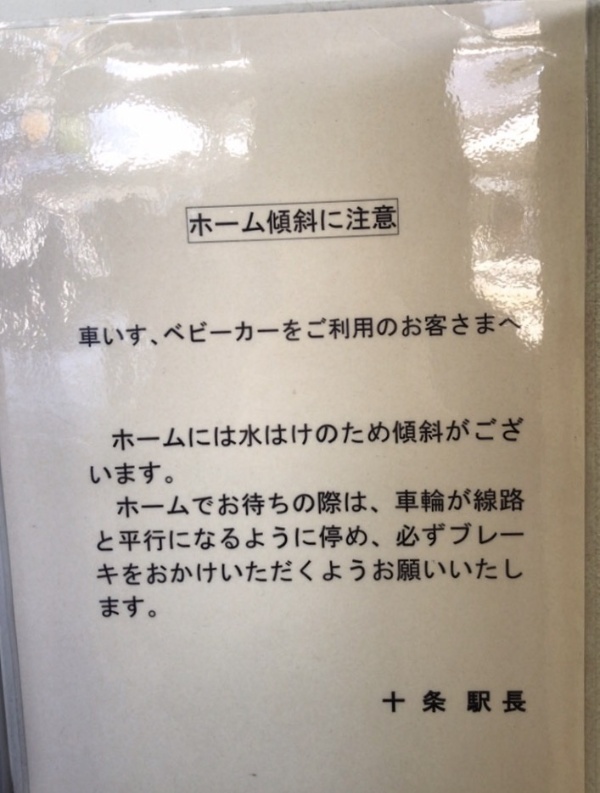 ホーム傾斜に注意
車いす、ベビーカーをご利用のお客さまへ
ホームには水はけのため傾斜がござ
います。
ホームでお待ちの際は、車輪が線路
と平行になるように停め、必ずブレー
キをおかけいただくようお願いいたし
ます。
十条駅長